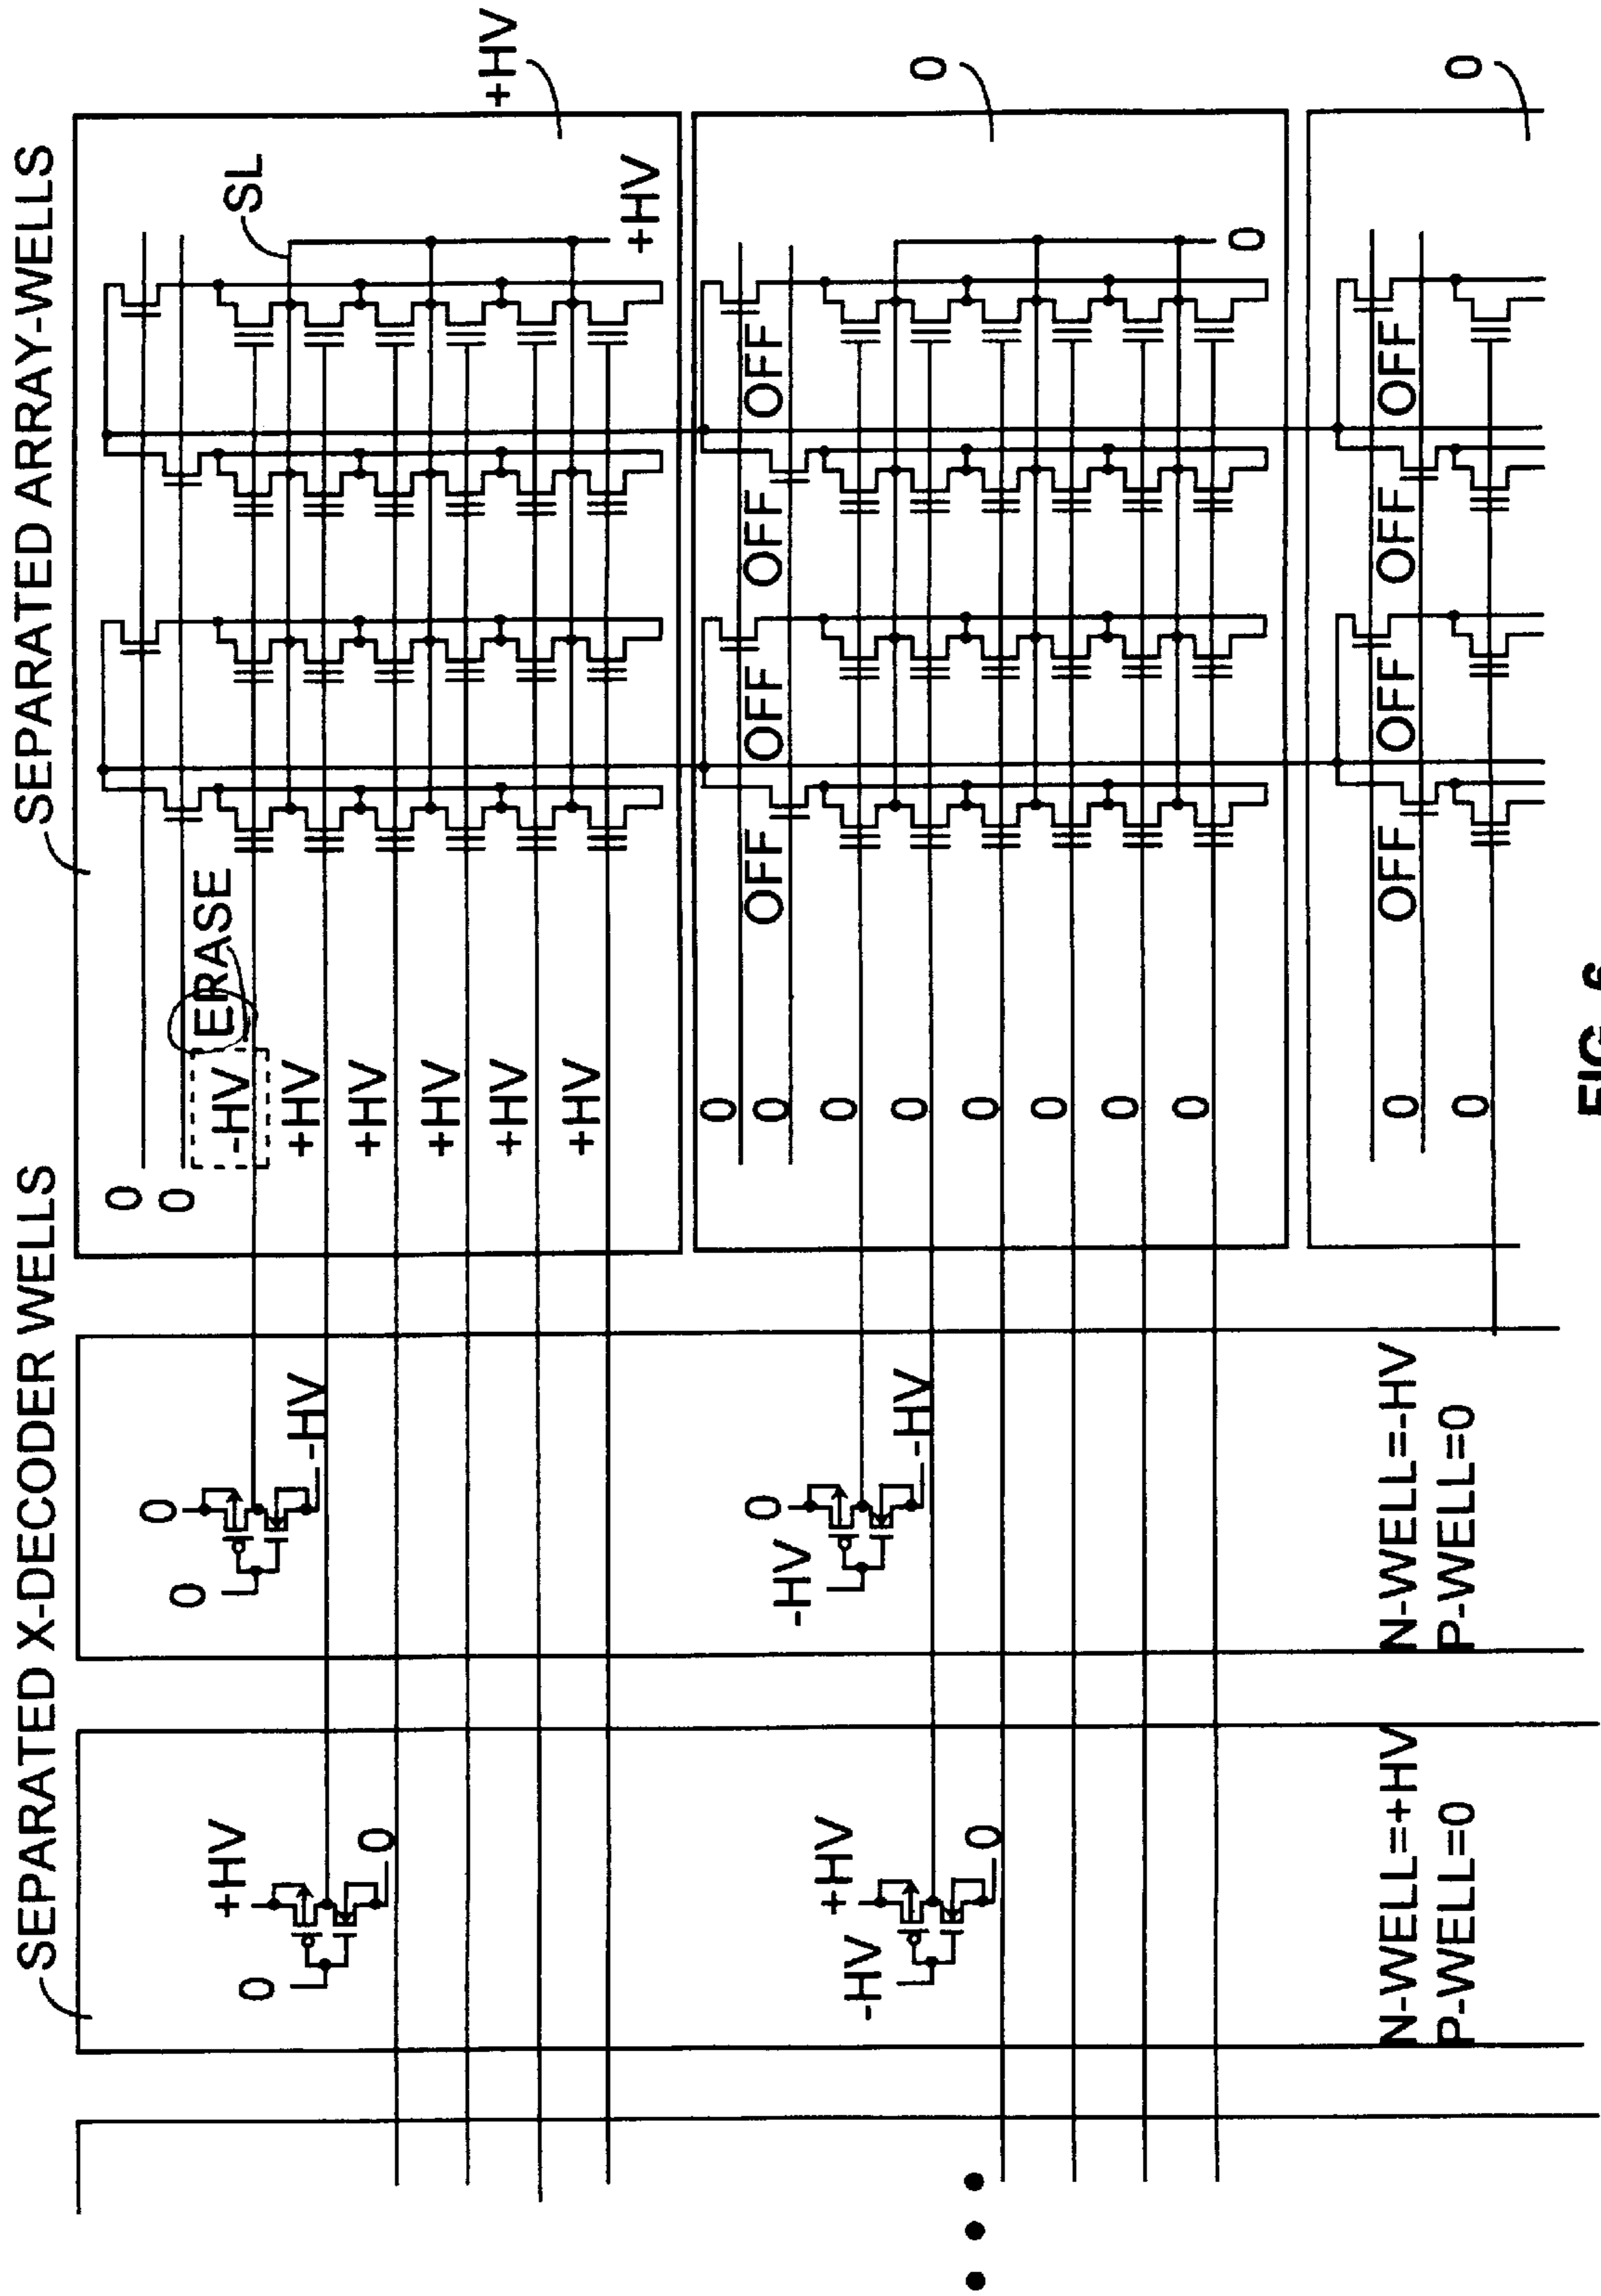 SEPARATED X-DECODER WELLS
SEPARATED ARRAY-WELLS
+HV
0
0
0
0
-HV
ERASE
SL
+HV
0
+HV
0
0
-HV
+HV
+HV
+HV
+HV
+HV
+HV
-HV
+HV
0
-HV
0
-HV
0
0
0
0
0
0
0
0
OFF
OFF
OFF
OFF
0
0
N-WELL=+HV
P-WELL=0
N-WELL=-HV
P-WELL=0
0
0
OFF
OFF
OFF
OFF
0
FIG. 6